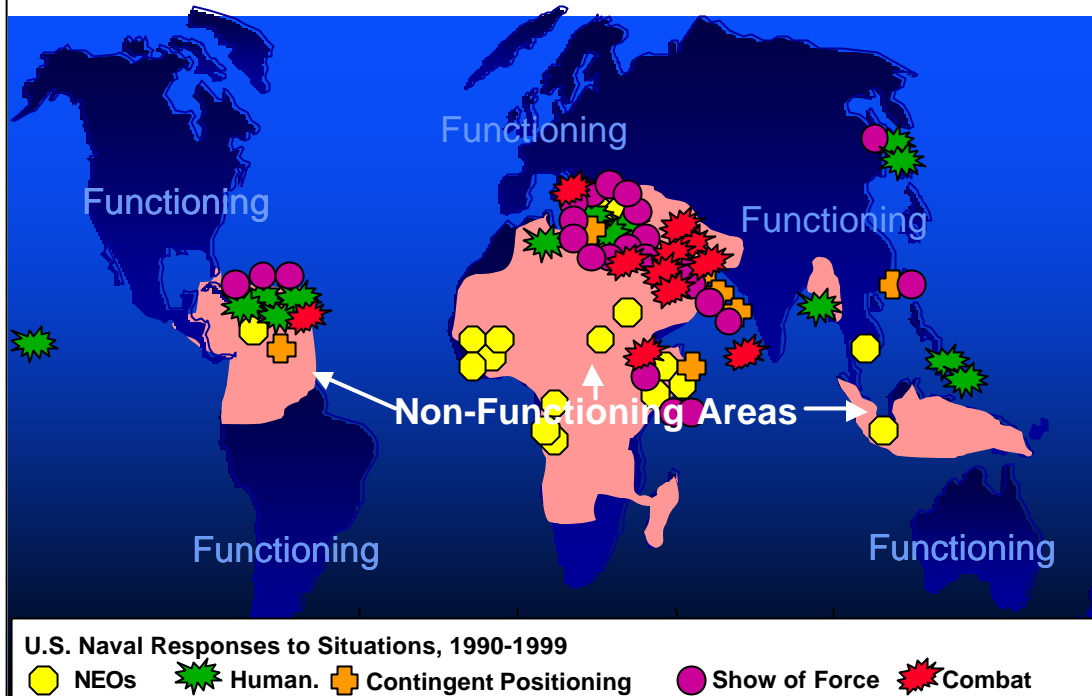 Functioning
Functioning
Functioning
Non-Functioning Areas
Functioning
Functioning
U.S. Naval Responses to Situations, 1990-1999
NEOs Human. Contingent Positioning Show of Force Combat